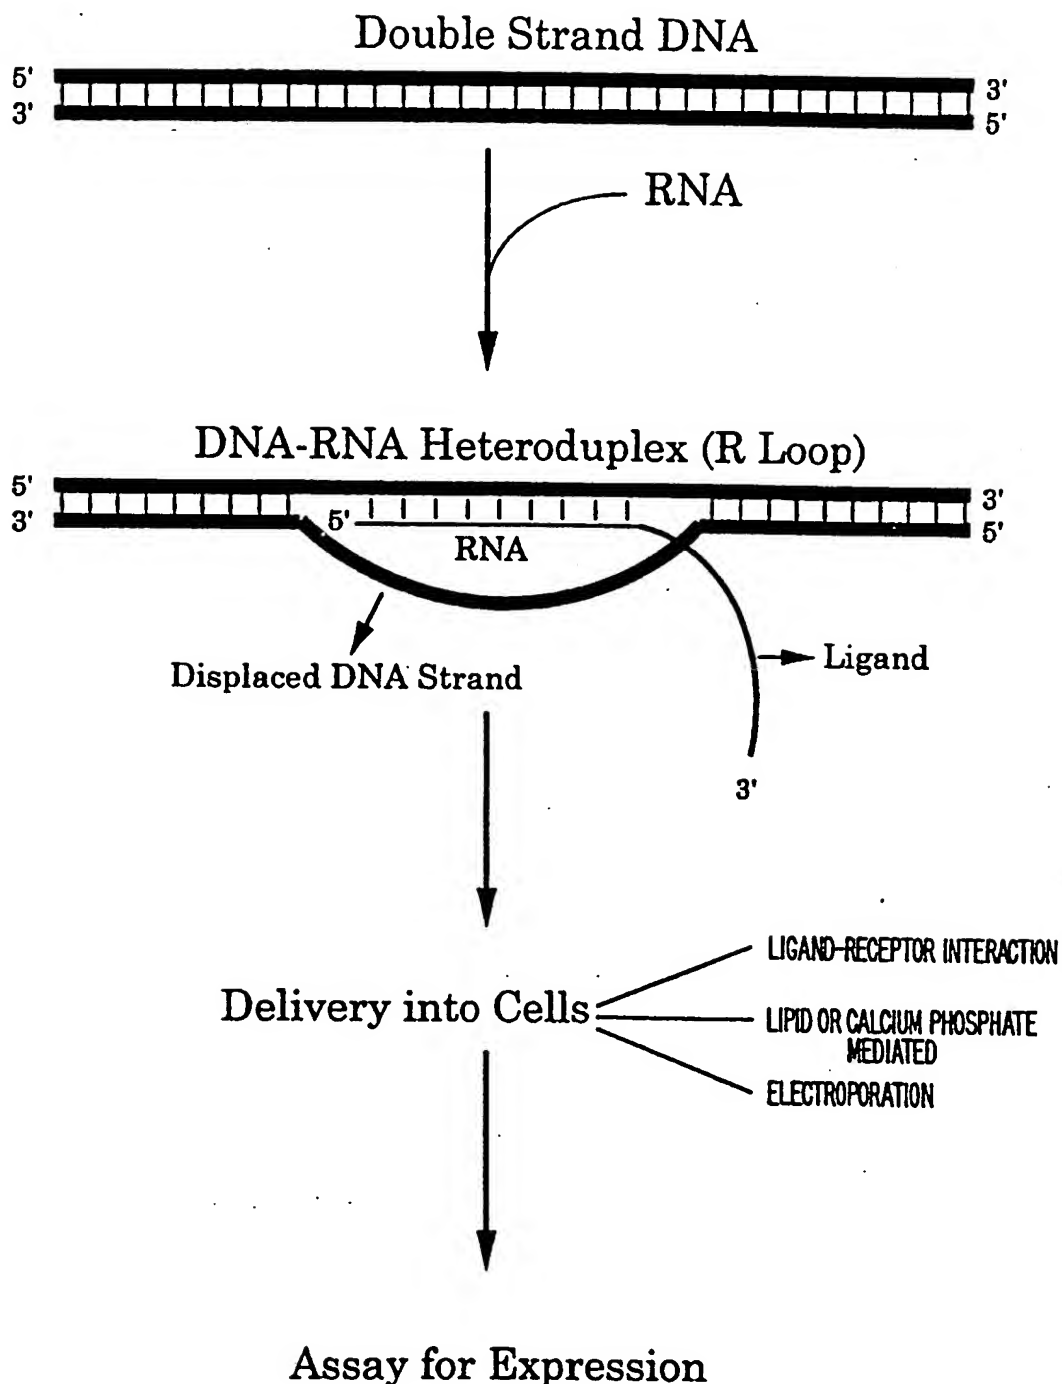 Double Strand DNA
5' 3'
3' 5'
RNA
DNA-RNA Heteroduplex (R Loop)
5' 3'
3' 5' 5'
RNA
Displaced DNA Strand
Ligand
3'
Delivery into Cells
LIGAND-RECEPTOR INTERACTION
LIPID OR CALCIUM PHOSPHATE
MEDIATED
ELECTROPORATION
Assay for Expression